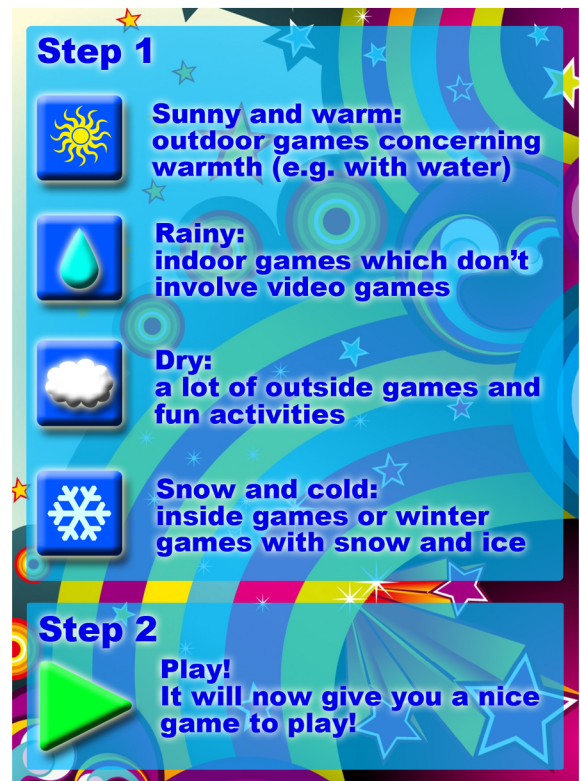 Step 1
Sunny and warm:
outdoor games concerning
warmth (e.g. with water)
Rainy:
indoor games which don't
involve video games
Dry:
a lot of outside games and
fun activities
Snow and cold:
inside games or winter
games with snow and ice
Step 2
Play!
It will now give you a nice
game to play!